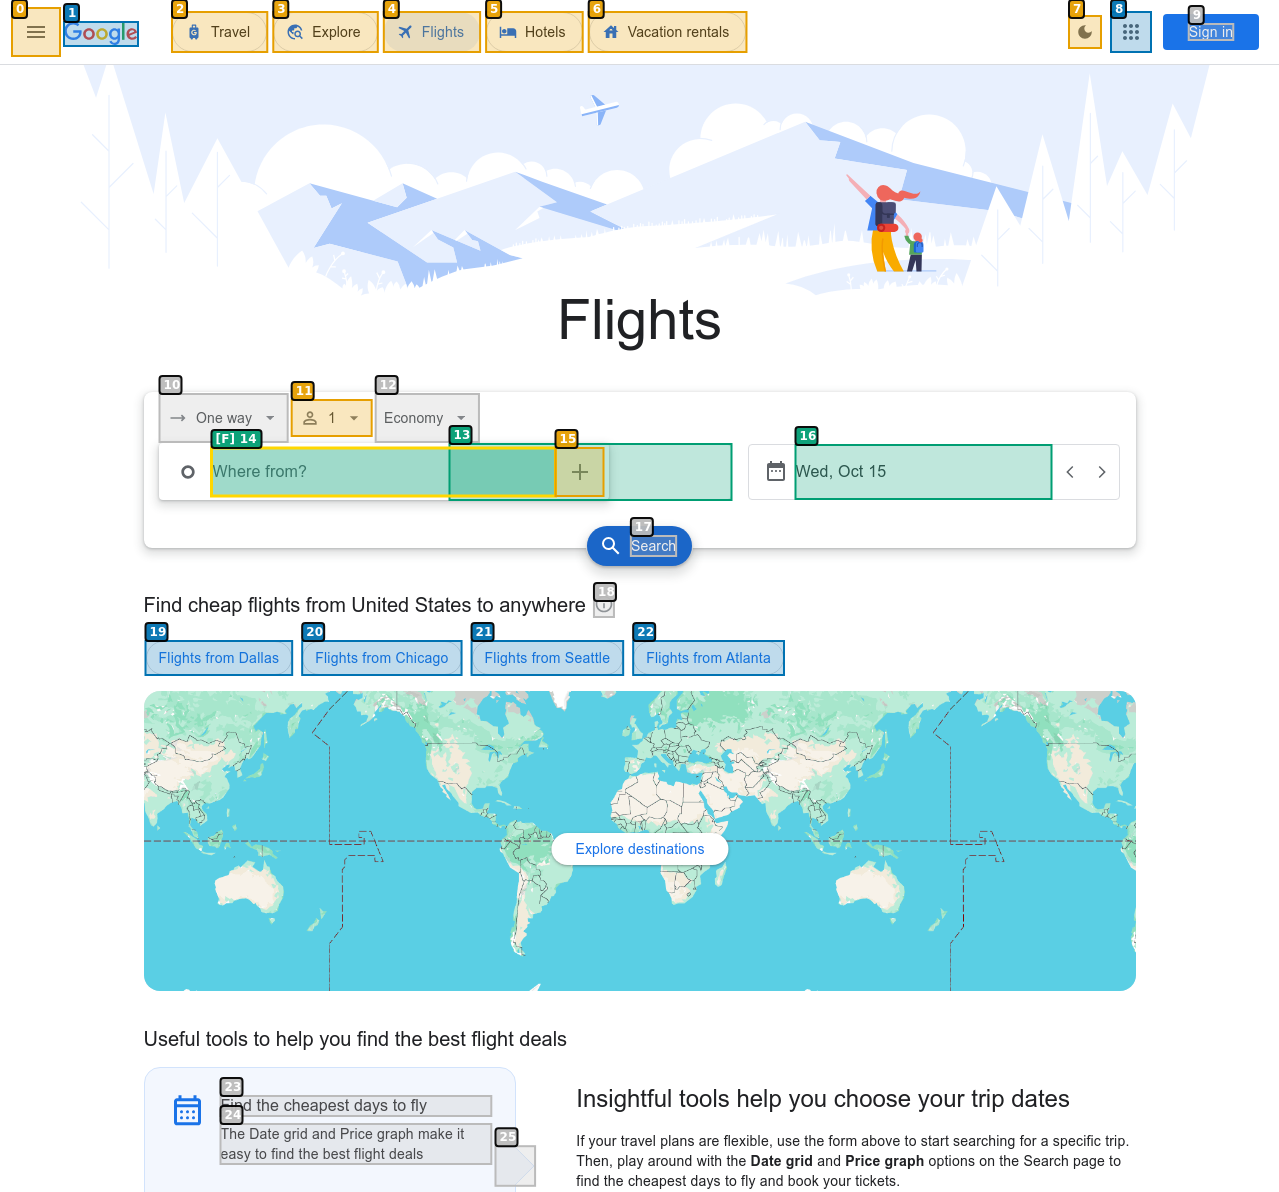 0
1
2
3
4
5
6
7
8
9
Google
Travel
Explore
Flights
Hotels
Vacation rentals
Sign in
Flights
10
11
12
One way
1
Economy
[F] 14
13
15
16
Where from?
Wed, Oct 15
17
Search
18
Find cheap flights from United States to anywhere
19
20
21
22
Flights from Dallas
Flights from Chicago
Flights from Seattle
Flights from Atlanta
Explore destinations
Useful tools to help you find the best flight deals
23
Find the cheapest days to fly
24
The Date grid and Price graph make it
easy to find the best flight deals
25
Insightful tools help you choose your trip dates
If your travel plans are flexible, use the form above to start searching for a specific trip.
Then, play around with the Date grid and Price graph options on the Search page to
find the cheapest days to fly and book your tickets.